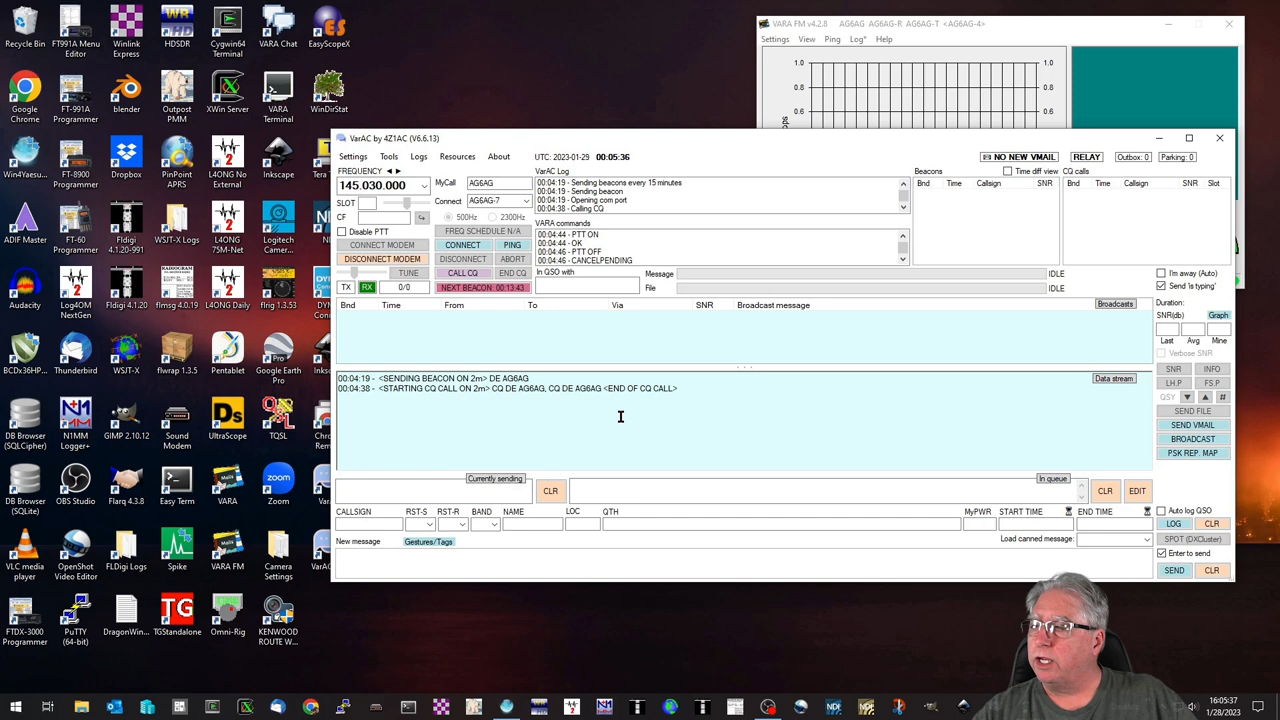 Recycle Bin
FT991A Menu Editor
Winlink Express
HDSDR
Cygwin64 Terminal
VARA Chat
EasyScopeX
Google Chrome
FT-991A Programmer
blender
Outpost PMM
XWin Server
VARA Terminal
WinDirStat
Win4Yaesu...
Dropbox
PinPoint APRS
L4ONG No External
Inkscape
FT-8900 Programmer
ADIF Master
FT-60 Programmer
Fldigi 4.1.20-991
WSJT-X Logs
L4ONG 75M-Net
Logitech Camera...
Audacity
Log4OM NextGen
Fldigi 4.1.20
flmsg 4.0.19
L4ONG Daily
flrig 1.3.53
BCDx36HP...
Thunderbird
WSJT-X
flwrap 1.3.5
Pentablet
Google Earth Pro
DB Browser (SQLCipher)
N1MM Logger+
GIMP 2.10.12
Sound Modem
UltraScope
TQSL
DB Browser (SQLite)
OBS Studio
Flarq 4.3.8
Easy Term
VARA
Zoom
VLC media player
OpenShot Video Editor
FLDigi Logs
Spike
VARA FM
Camera Settings
FTDX-3000 Programmer
PuTTY (64-bit)
DragonWin...
TGStandalone
Omni-Rig
KENWOOD ROUTE W...
VARA FM v4.2.8 AG6AG AG6AG-R AG6AG-T <AG6AG-4>
Settings View Ping Log* Help
1.0
0.8
0.6
1.0
0.8
0.6
VarAC by 4Z1AC (V6.6.13)
Settings Tools Logs Resources About
UTC: 2023-01-29 00:05:36
NO NEW VMAIL RELAY Outbox: 0 Parking: 0
FREQUENCY
145.030.000
SLOT
CF
Disable PTT
CONNECT MODEM
DISCONNECT MODEM
TUNE
TX RX 0/0
MyCall AG6AG
Connect AG6AG-7
500Hz 2300Hz
FREQ SCHEDULE N/A
CONNECT PING
DISCONNECT ABORT
CALL CQ END CQ
NEXT BEACON 00:13:43
VarAC Log
00:04:19 - Sending beacons every 15 minutes
00:04:19 - Sending beacon
00:04:19 - Opening com port
00:04:38 - Calling CQ
VARA commands
00:04:44 - PTT ON
00:04:44 - OK
00:04:46 - PTT OFF
00:04:46 - CANCELPENDING
In QSO with Message IDLE
File IDLE
Beacons Time diff view
Bnd Time Callsign SNR
CQ calls
Bnd Time Callsign SNR Slot
I'm away (Auto)
Send 'is typing'
Bnd Time From To Via SNR Broadcast message Broadcasts
00:04:19 - <SENDING BEACON ON 2m> DE AG6AG
00:04:38 - <STARTING CQ CALL ON 2m> CQ DE AG6AG, CQ DE AG6AG <END OF CQ CALL>
Data stream
Duration:
SNR(db) Graph
Last Avg Mine
Verbose SNR
SNR INFO
LH.P FS.P
QSY #
SEND FILE
SEND VMAIL
BROADCAST
PSK REP. MAP
Currently sending
CLR
In queue
CLR EDIT
CALLSIGN RST-S RST-R BAND NAME LOC QTH MyPWR START TIME END TIME
Auto log QSO
LOG CLR
SPOT (DXCluster)
New message Gestures/Tags Load canned message:
Enter to send
SEND CLR
16:05:37
1/28/2023